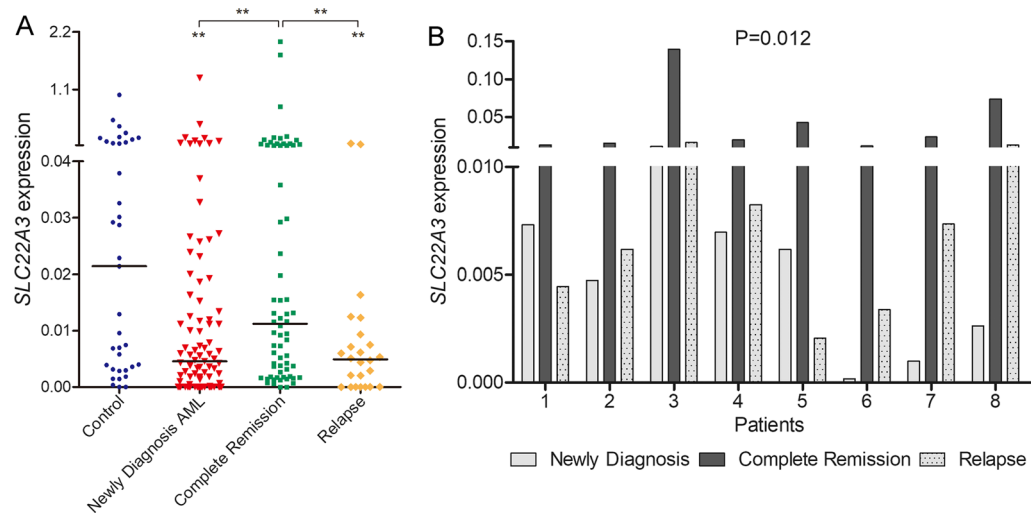 A
**
**
**
**
2.2
1.1
0.04
0.03
0.02
0.01
0.00
SLC22A3 expression
Control
Newly Diagnosis AML
Complete Remission
Relapse
B
P=0.012
0.15
0.10
0.05
0.010
0.005
0.000
SLC22A3 expression
1 2 3 4 5 6 7 8
Patients
Newly Diagnosis Complete Remission Relapse